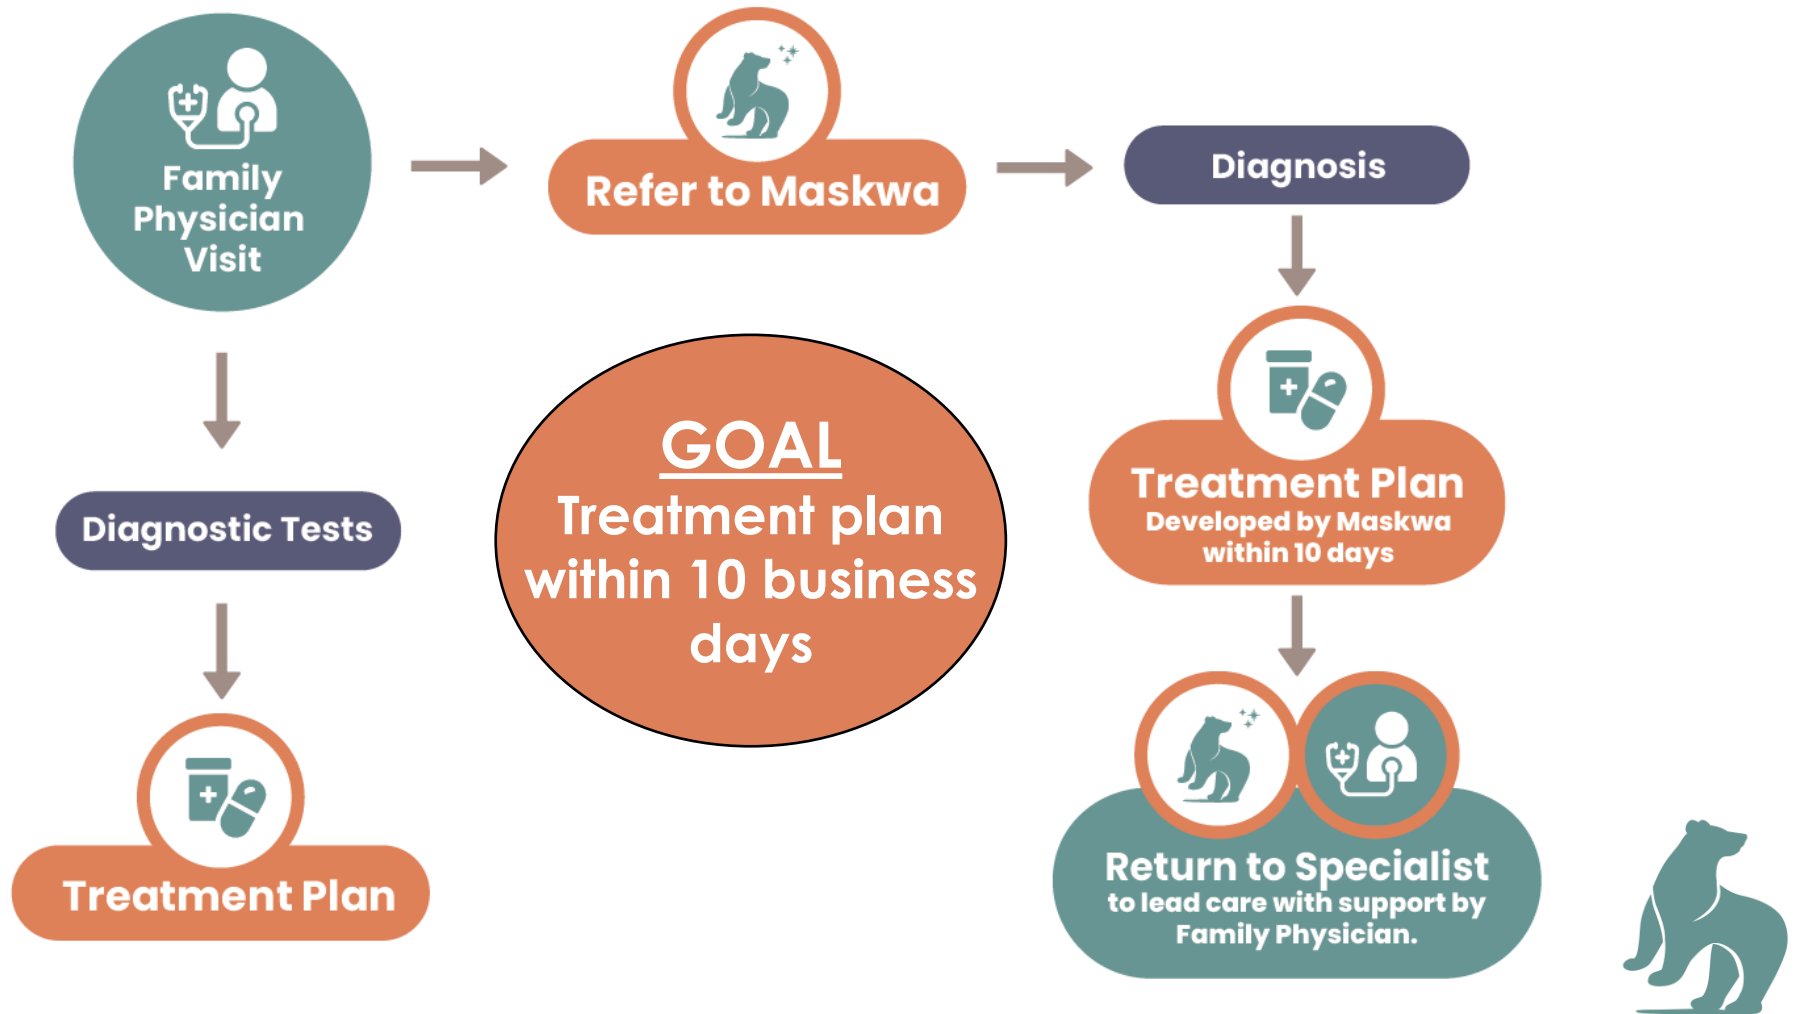 Family
Physician
Visit
Refer to Maskwa
Diagnosis
Diagnostic Tests
Treatment Plan
GOAL
Treatment plan
within 10 business
days
Treatment Plan
Developed by Maskwa
within 10 days
Return to Specialist
to lead care with support by
Family Physician.